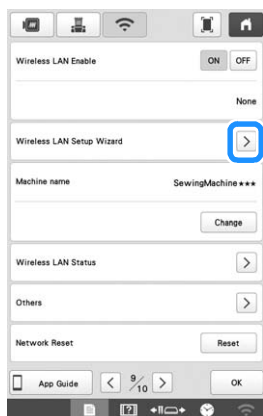 Wireless LAN Enable
ON OFF
None
Wireless LAN Setup Wizard
Machine name
SewingMachine★★★
Change
Wireless LAN Status
Others
Network Reset
Reset
App Guide
9/10
OK